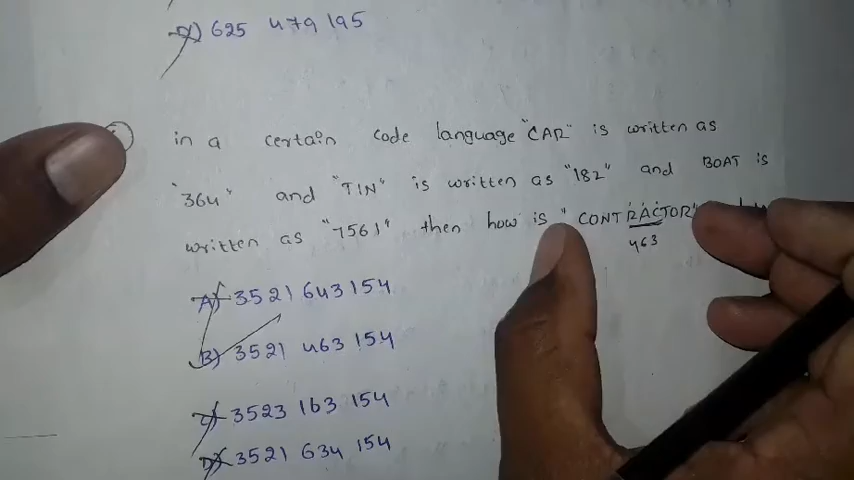 D) 625 479 195
in a certain code language "CAR" is written as
"364" and "TIN" is written as "182" and BOAT is
written as "7561" then how is "CONTRACTOR"
463
A) 3521 643 154
B) 3521 463 154
C) 3523 163 154
D) 3521 634 154